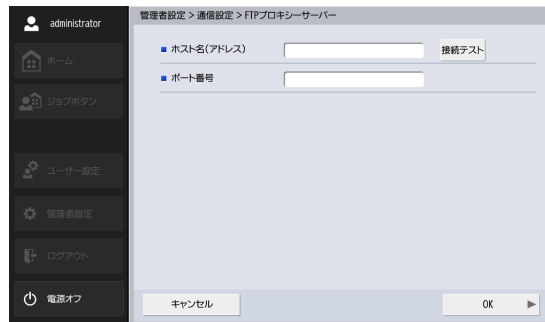 administrator
管理者設定 > 通信設定 > FTPプロキシーサーバー
ホーム
ジョブボタン
ユーザー設定
管理者設定
ログアウト
電源オフ
ホスト名(アドレス)
接続テスト
ポート番号
キャンセル
OK